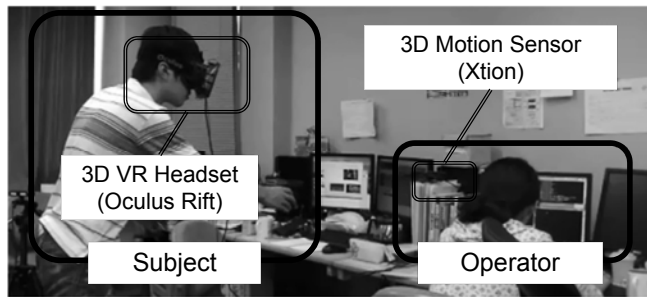 3D Motion Sensor
(Xtion)
3D VR Headset
(Oculus Rift)
Subject
Operator